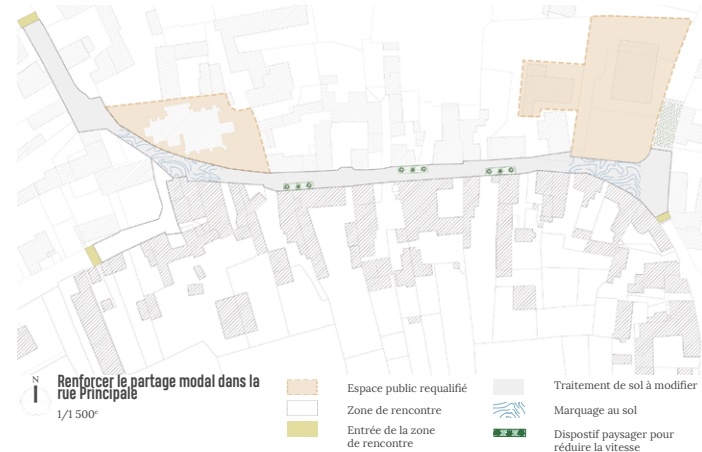 N
Renforcer le partage modal dans la
rue Principale
1/1 500e
Espace public requalifié
Zone de rencontre
Entrée de la zone
de rencontre
Traitement de sol à modifier
Marquage au sol
Dispostif paysager pour
réduire la vitesse